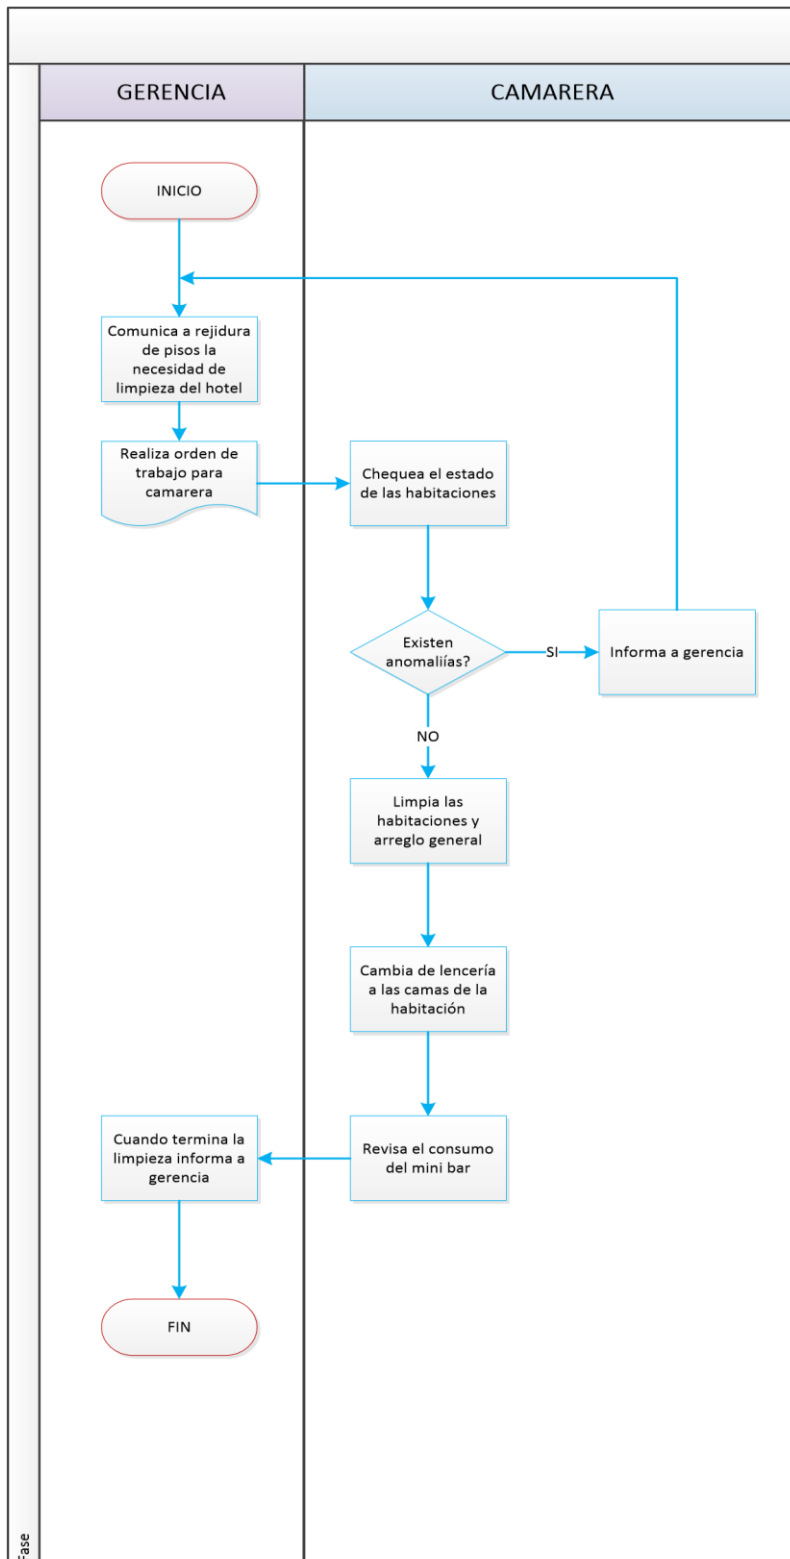 GERENCIA
CAMARERA
INICIO
Comunica a rejidura
de pisos la
necesidad de
limpieza del hotel
Realiza orden de
trabajo para
camarera
Chequea el estado
de las habitaciones
Existen
anomaliías?
SI
Informa a gerencia
NO
Limpia las
habitaciones y
arreglo general
Cambia de lencería
a las camas de la
habitación
Revisa el consumo
del mini bar
Cuando termina la
limpieza informa a
gerencia
FIN
Fase